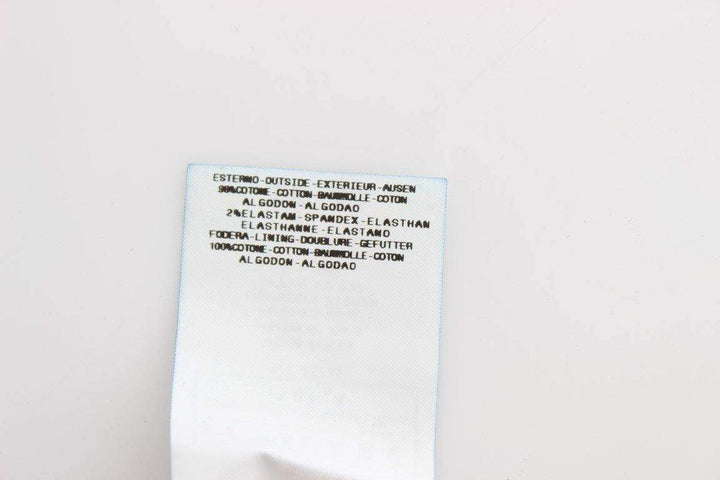 ESTERNO-OUTSIDE-EXTERIEUR-AUSEN
98%COTONE-COTTON-BAUMWOLLE-COTON
ALGODON-ALGODAO
2%ELASTAM-SPANDEX-ELASTHAN
ELASTHANNE-ELASTANO
FODERA-LINING-DOUBLURE-GEFUTTER
100%COTONE-COTTON-BAUMWOLLE-COTON
ALGODON-ALGODAO